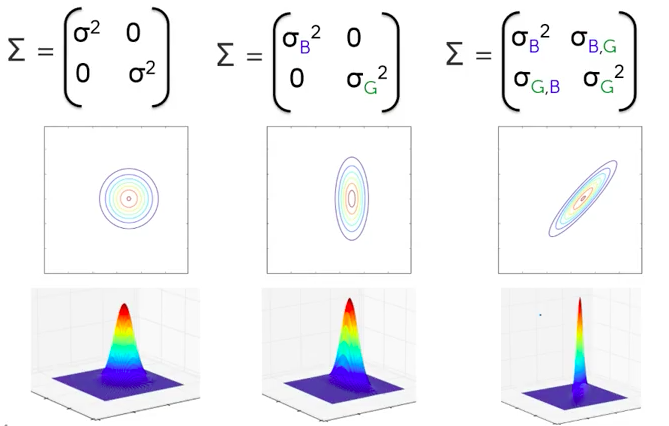 Σ = ( σ² 0 0 σ² )
Σ = ( σ_B² 0 0 σ_G² )
Σ = ( σ_B² σ_B,G σ_G,B σ_G² )